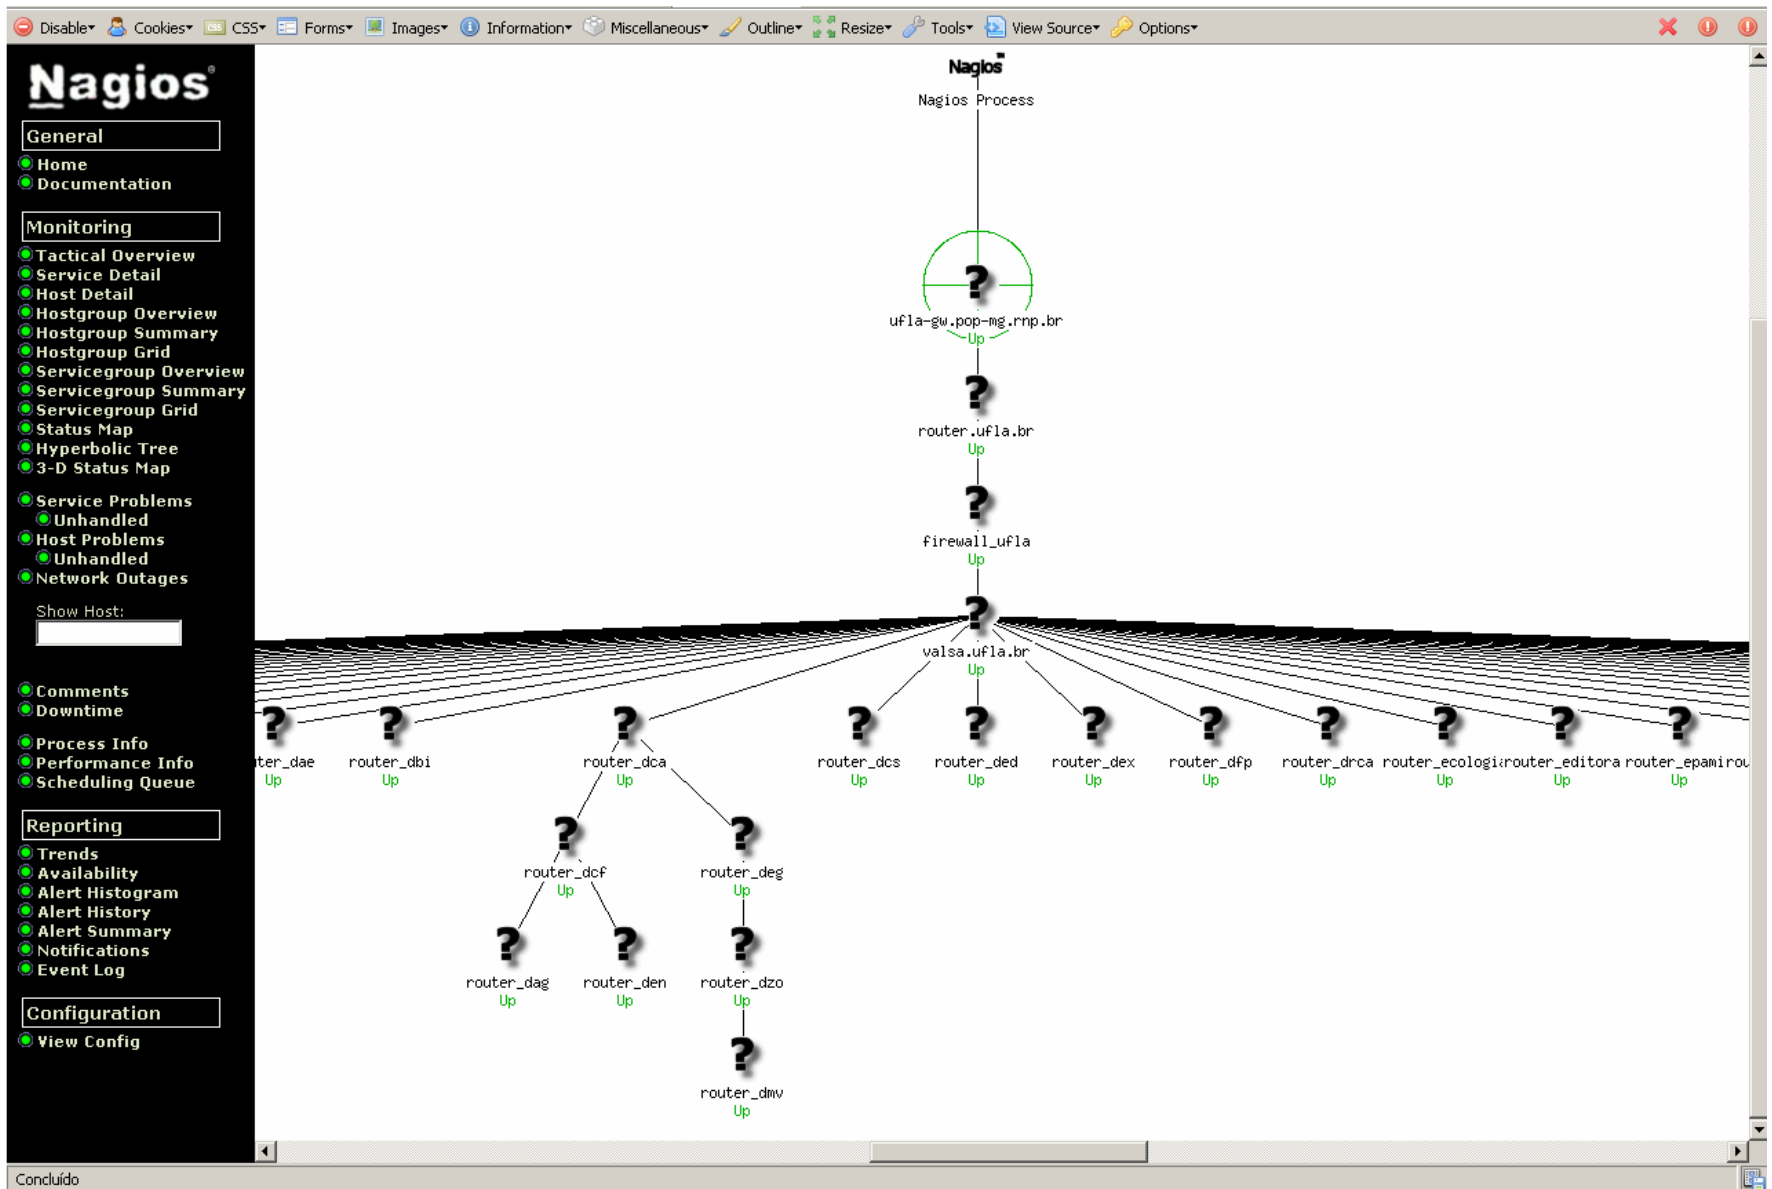 Disable
Cookies
CSS
Forms
Images
Information
Miscellaneous
Outline
Resize
Tools
View Source
Options
Nagios®
General
Home
Documentation
Monitoring
Tactical Overview
Service Detail
Host Detail
Hostgroup Overview
Hostgroup Summary
Hostgroup Grid
Servicegroup Overview
Servicegroup Summary
Servicegroup Grid
Status Map
Hyperbolic Tree
3-D Status Map
Service Problems
Unhandled
Host Problems
Unhandled
Network Outages
Show Host:
Comments
Downtime
Process Info
Performance Info
Scheduling Queue
Reporting
Trends
Availability
Alert Histogram
Alert History
Alert Summary
Notifications
Event Log
Configuration
View Config
Nagios™
Nagios Process
?
ufla-gw.pop-mg.rnp.br
Up
?
router.ufla.br
Up
?
firewall_ufla
Up
?
valsa.ufla.br
Up
? ? ? ? ? ? ? ? ? ? ?
uter_dae router_dbi router_dca router_dcs router_ded router_dex router_dfp router_drca router_ecologi router_editora router_epami rou
Up Up Up Up Up Up Up Up Up Up Up
? ?
router_dcf router_deg
Up Up
? ? ?
router_dag router_den router_dzo
Up Up Up
?
router_dmv
Up
Concluído